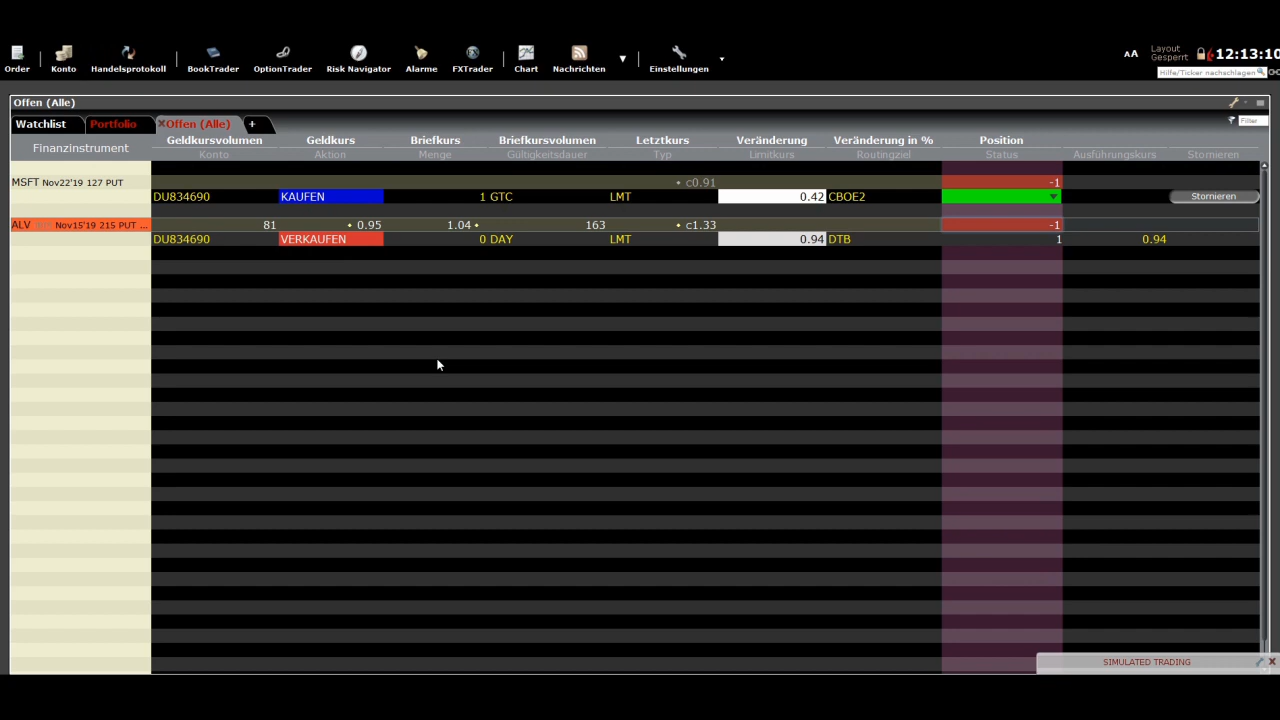 Order Konto Handelsprotokoll BookTrader OptionTrader Risk Navigator Alarme FXTrader Chart Nachrichten Einstellungen
AA Layout Gesperrt 12:13:10
Hilfe/Ticker nachschlagen
Offen (Alle)
Watchlist Portfolio Offen (Alle) +
Filter
Finanzinstrument
Geldkursvolumen Geldkurs Briefkurs Briefkursvolumen Letztkurs Veränderung Veränderung in % Position
Konto Aktion Menge Gültigkeitsdauer Typ Limitkurs Routingziel Status Ausführungskurs Stornieren
MSFT Nov22'19 127 PUT • c0.91 -1
DU834690 KAUFEN 1 GTC LMT 0.42 CBOE2 Stornieren
ALV Nov15'19 215 PUT ... 81 • 0.95 1.04 • 163 • c1.33 -1
DU834690 VERKAUFEN 0 DAY LMT 0.94 DTB 1 0.94
SIMULATED TRADING